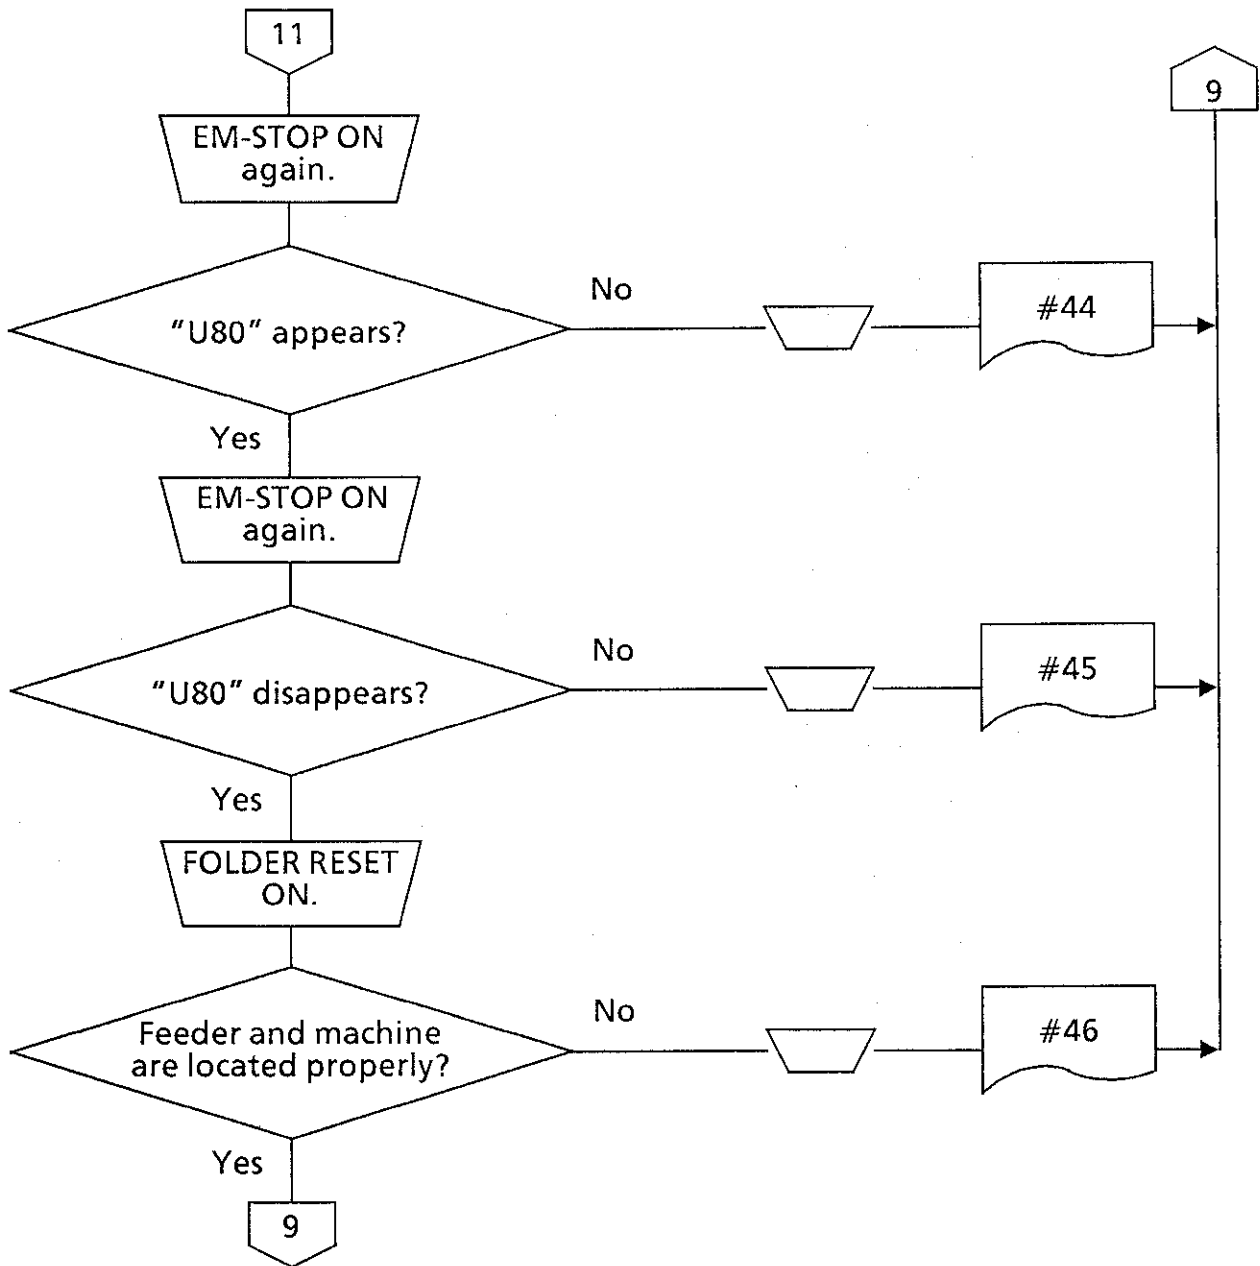 11
9
EM-STOP ON
again.
"U80" appears?
No
#44
Yes
EM-STOP ON
again.
"U80" disappears?
No
#45
Yes
FOLDER RESET
ON.
Feeder and machine
are located properly?
No
#46
Yes
9